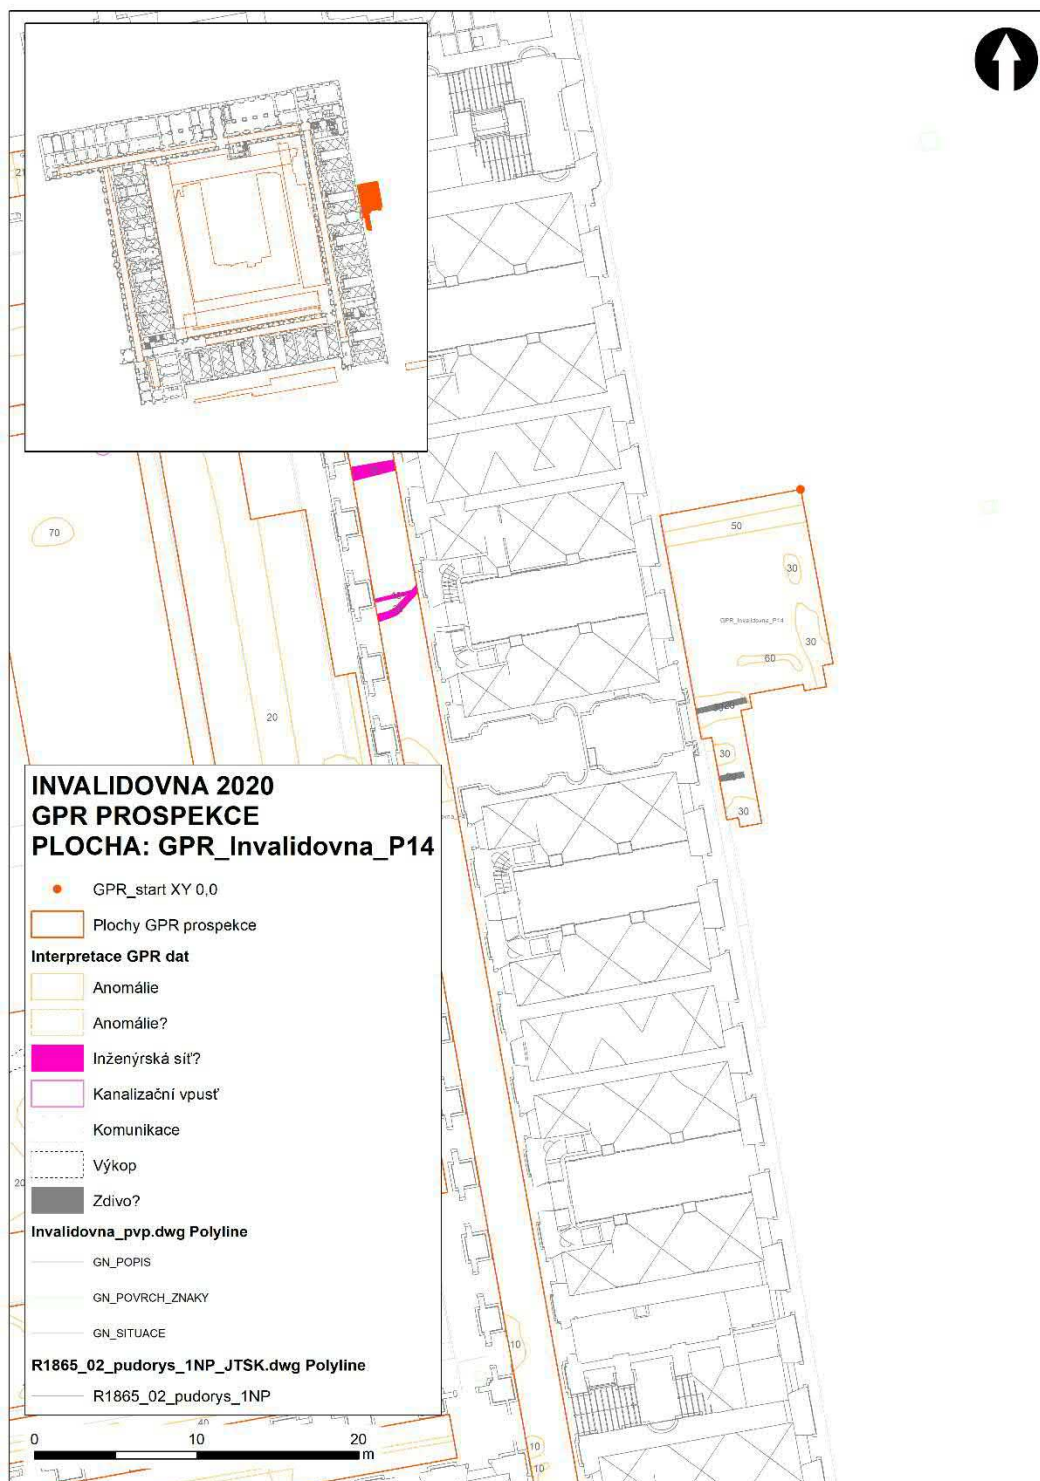 INVALIDOVNA 2020
GPR PROSPEKCE
PLOCHA: GPR_Invalidovna_P14
GPR_start XY 0,0
Plochy GPR prospekce
Interpretace GPR dat
Anomálie
Anomálie?
Inženýrská síť?
Kanalizační vpusť
Komunikace
Výkop
Zdivo?
Invalidovna_pvp.dwg Polyline
GN_POPIS
GN_POVRCH_ZNAKY
GN_SITUACE
R1865_02_pudorys_1NP_JTSK.dwg Polyline
R1865_02_pudorys_1NP
0 10 20
m
70
20
50
30
GPR_Invalidovna_P14
30
60
30
30
10
10
10
40
20